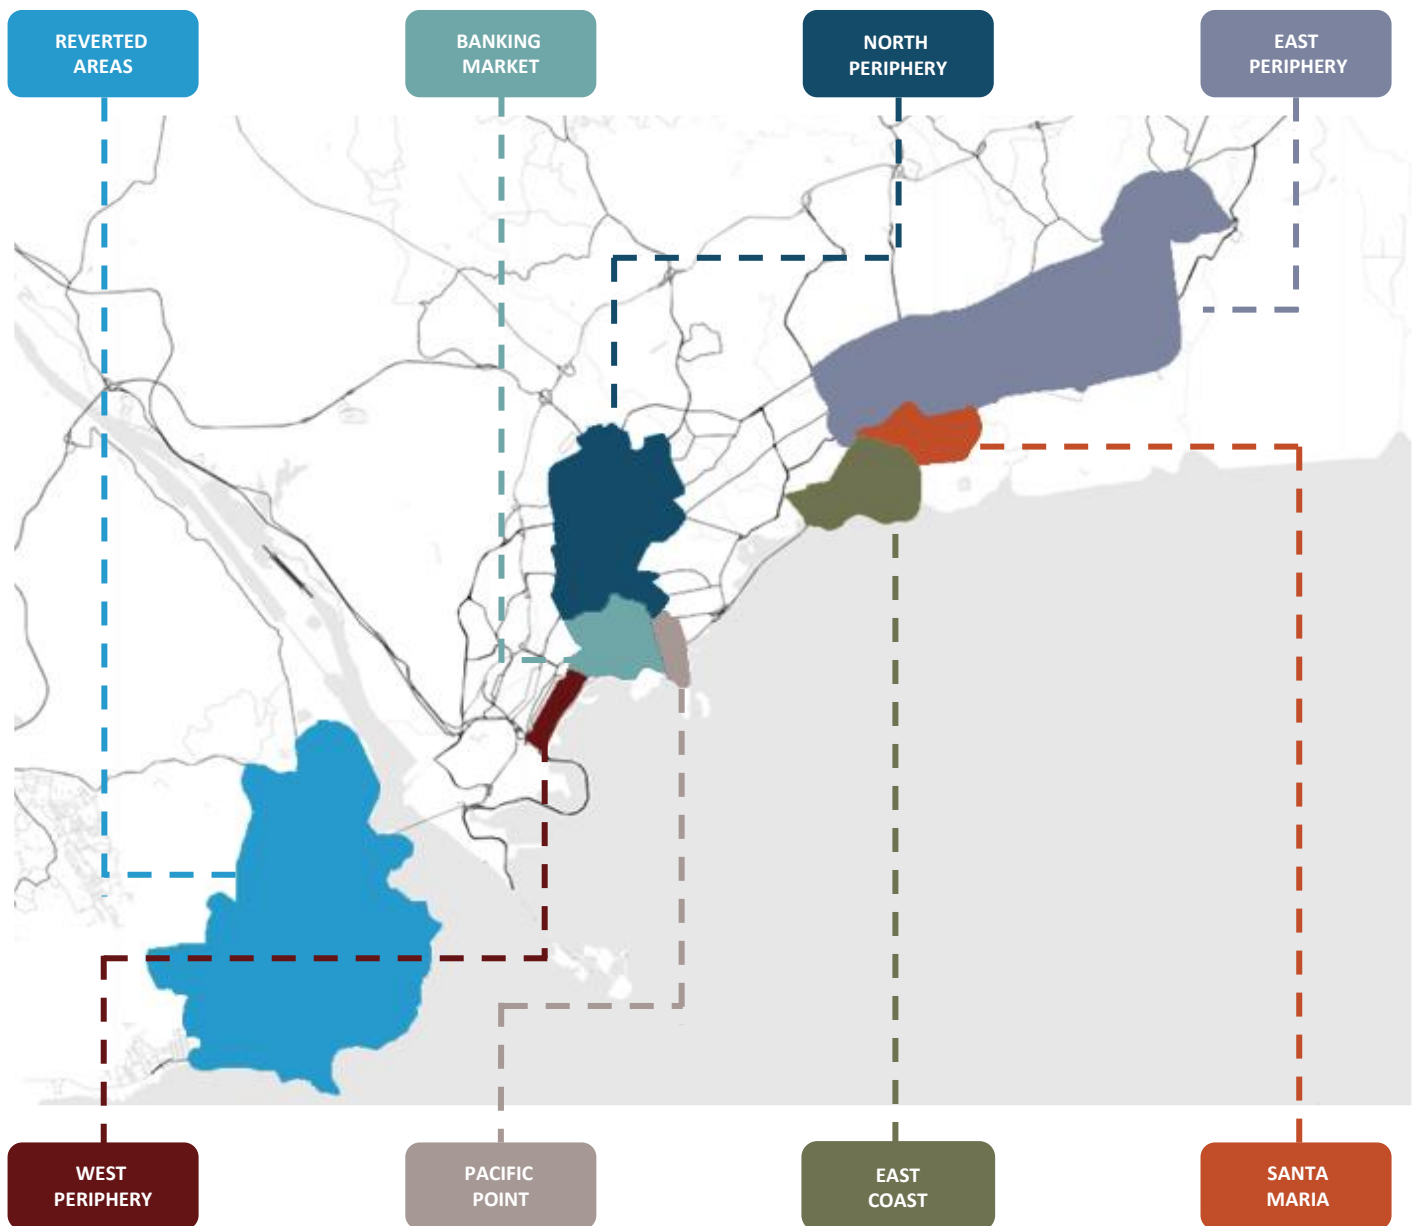 REVERTED
AREAS
BANKING
MARKET
NORTH
PERIPHERY
EAST
PERIPHERY
WEST
PERIPHERY
PACIFIC
POINT
EAST
COAST
SANTA
MARIA